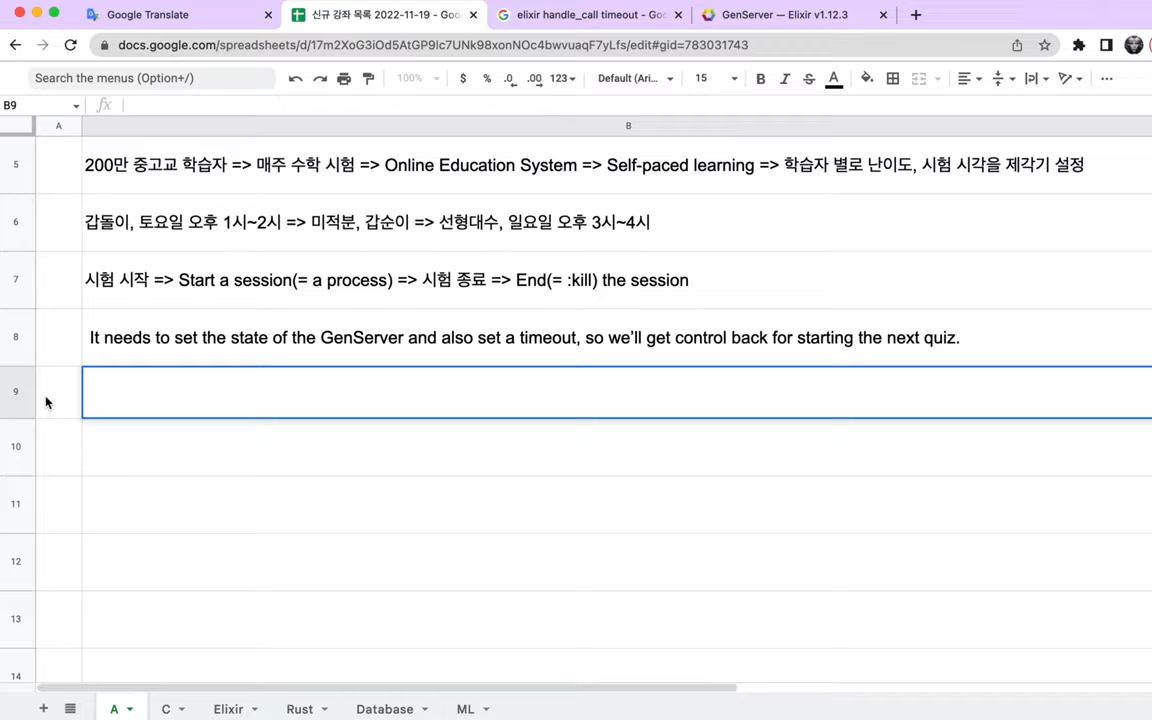 Google Translate
신규 강좌 목록 2022-11-19 - Goo
elixir handle_call timeout - Goo
GenServer — Elixir v1.12.3
docs.google.com/spreadsheets/d/17m2XoG3iOd5AtGP9lc7UNk98xonNOc4bwvuaqF7yLfs/edit#gid=783031743
Search the menus (Option+/)
100%
$ % .0 .00 123
Default (Ari...
15
B I S A
B9
fx
A B
5 200만 중고교 학습자 => 매주 수학 시험 => Online Education System => Self-paced learning => 학습자 별로 난이도, 시험 시각을 제각기 설정
6 갑돌이, 토요일 오후 1시~2시 => 미적분, 갑순이 => 선형대수, 일요일 오후 3시~4시
7 시험 시작 => Start a session(= a process) => 시험 종료 => End(= :kill) the session
8 It needs to set the state of the GenServer and also set a timeout, so we’ll get control back for starting the next quiz.
9
10
11
12
13
14
A C Elixir Rust Database ML